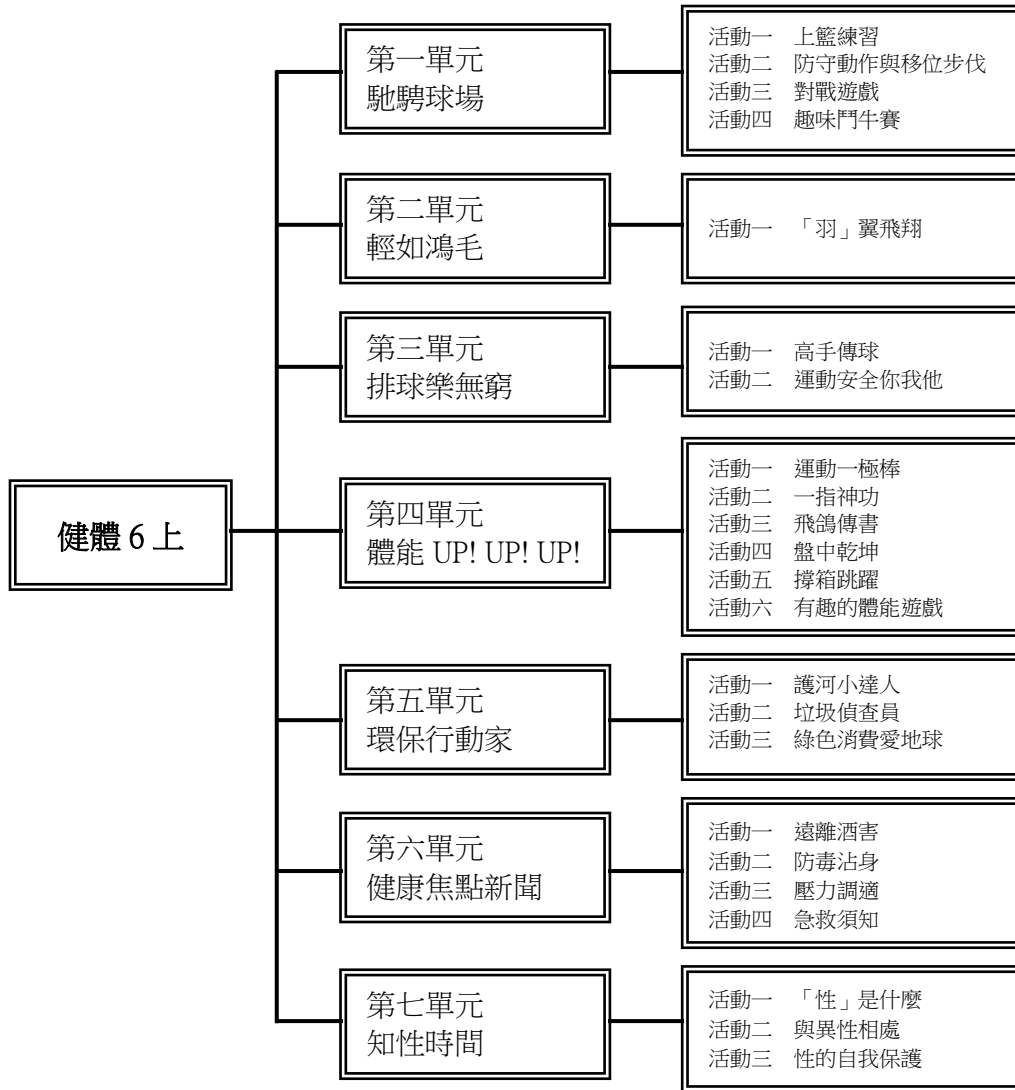 健體 6 上
第一單元
馳騁球場
活動一　上籃練習
活動二　防守動作與移位步伐
活動三　對戰遊戲
活動四　趣味鬥牛賽
第二單元
輕如鴻毛
活動一　「羽」翼飛翔
第三單元
排球樂無窮
活動一　高手傳球
活動二　運動安全你我他
第四單元
體能 UP! UP! UP!
活動一　運動一極棒
活動二　一指神功
活動三　飛鴿傳書
活動四　盤中乾坤
活動五　撐箱跳躍
活動六　有趣的體能遊戲
第五單元
環保行動家
活動一　護河小達人
活動二　垃圾偵查員
活動三　綠色消費愛地球
第六單元
健康焦點新聞
活動一　遠離酒害
活動二　防毒沾身
活動三　壓力調適
活動四　急救須知
第七單元
知性時間
活動一　「性」是什麼
活動二　與異性相處
活動三　性的自我保護